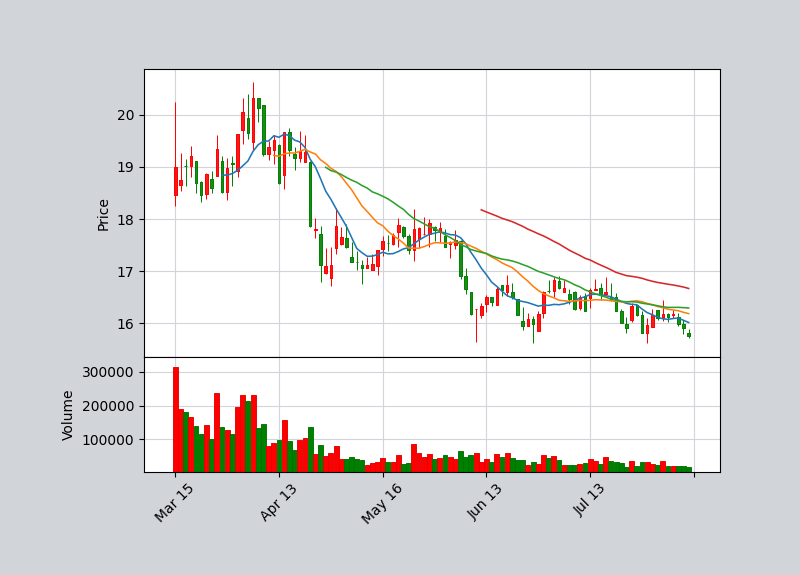 20
19
18
17
16
Price
300000
200000
100000
Volume
Mar 15
Apr 13
May 16
Jun 13
Jul 13